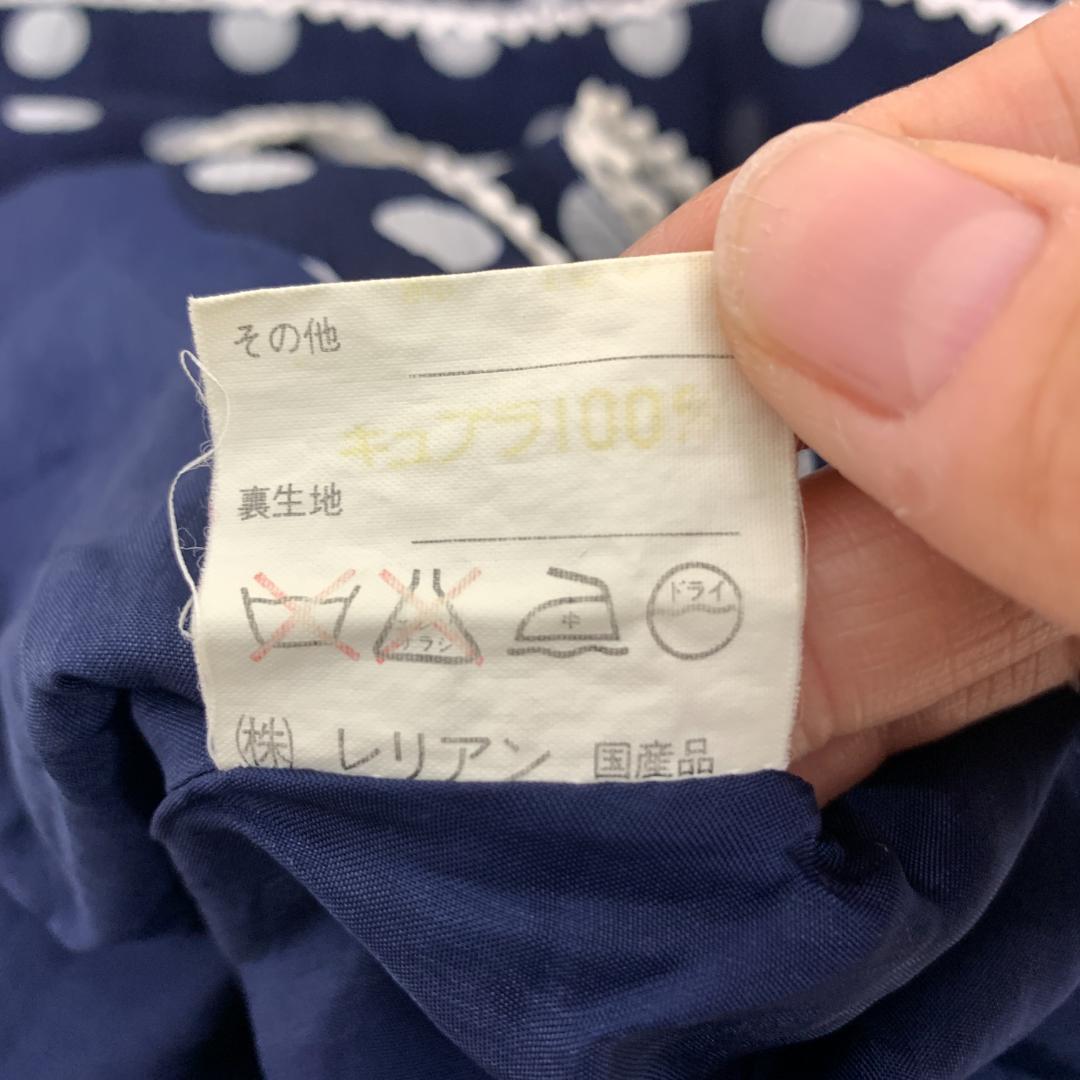 その他
キュプラ100%
裏生地
中
ドライ
(株) レリアン 国産品